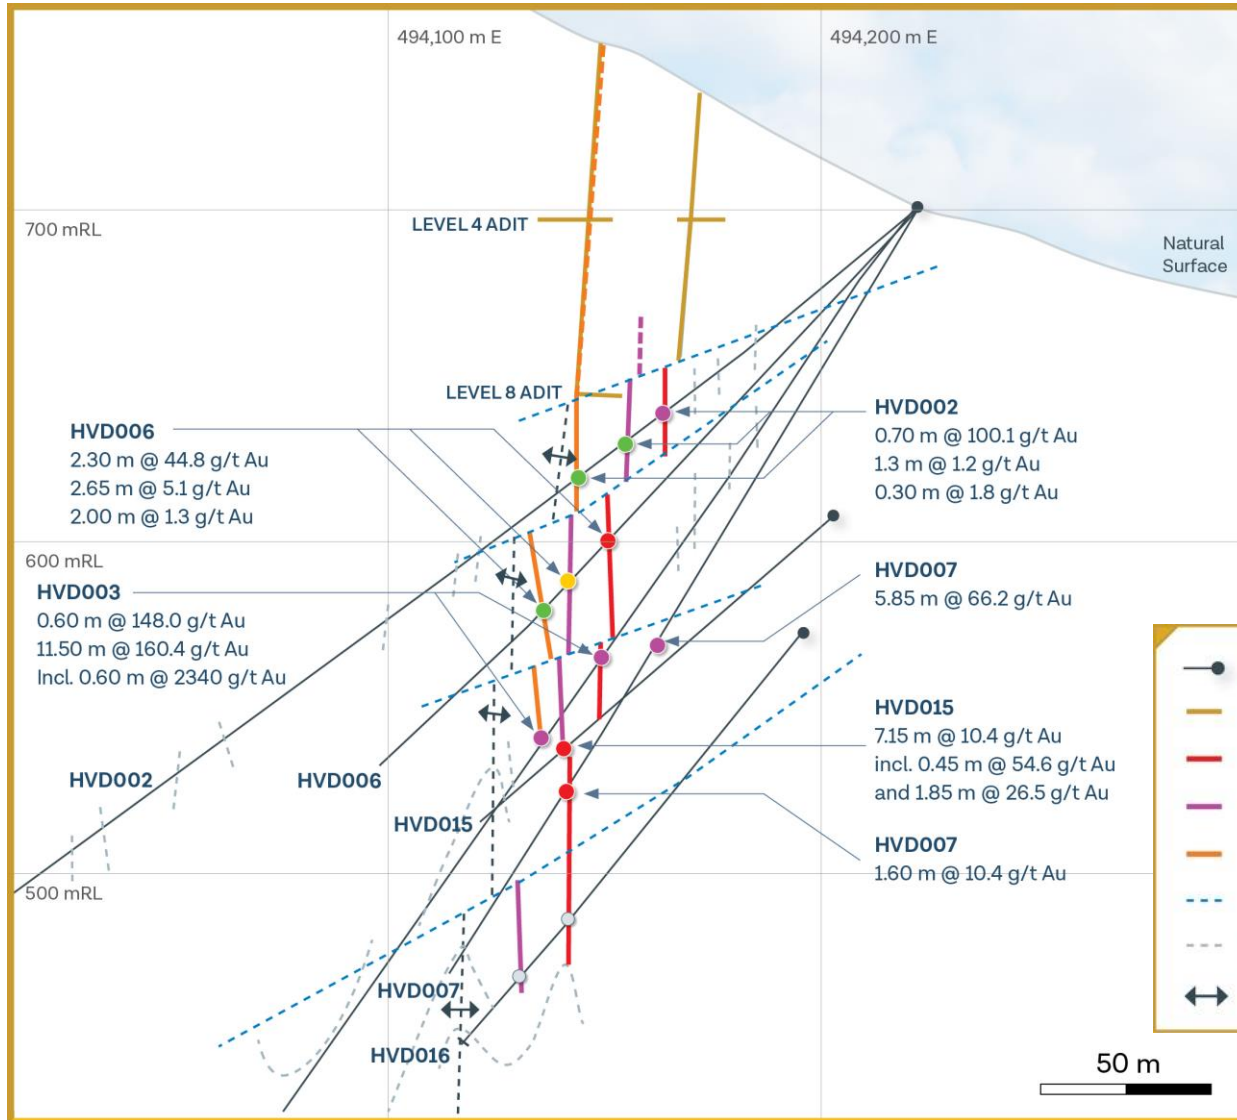 494,100 m E
494,200 m E
700 mRL
LEVEL 4 ADIT
Natural
Surface
LEVEL 8 ADIT
HVD006
2.30 m @ 44.8 g/t Au
2.65 m @ 5.1 g/t Au
2.00 m @ 1.3 g/t Au
HVD002
0.70 m @ 100.1 g/t Au
1.3 m @ 1.2 g/t Au
0.30 m @ 1.8 g/t Au
600 mRL
HVD003
0.60 m @ 148.0 g/t Au
11.50 m @ 160.4 g/t Au
Incl. 0.60 m @ 2340 g/t Au
HVD007
5.85 m @ 66.2 g/t Au
HVD015
7.15 m @ 10.4 g/t Au
incl. 0.45 m @ 54.6 g/t Au
and 1.85 m @ 26.5 g/t Au
HVD002
HVD006
HVD015
HVD007
1.60 m @ 10.4 g/t Au
500 mRL
HVD007
HVD016
50 m